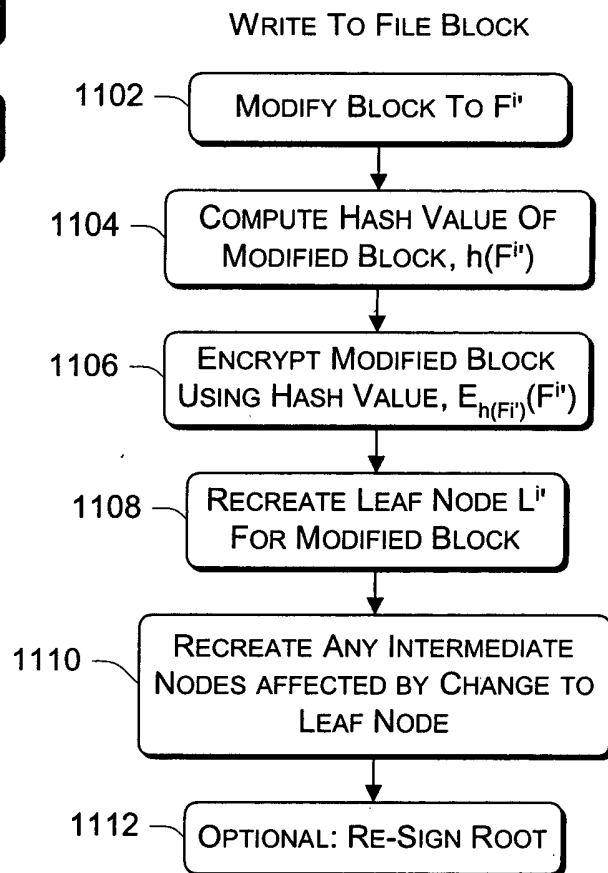 WRITE TO FILE BLOCK
1102
MODIFY BLOCK TO Fi'
1104
COMPUTE HASH VALUE OF
MODIFIED BLOCK, h(Fi')
1106
ENCRYPT MODIFIED BLOCK
USING HASH VALUE, Eh(Fi')(Fi')
1108
RECREATE LEAF NODE Li'
FOR MODIFIED BLOCK
1110
RECREATE ANY INTERMEDIATE
NODES AFFECTED BY CHANGE TO
LEAF NODE
1112
OPTIONAL: RE-SIGN ROOT